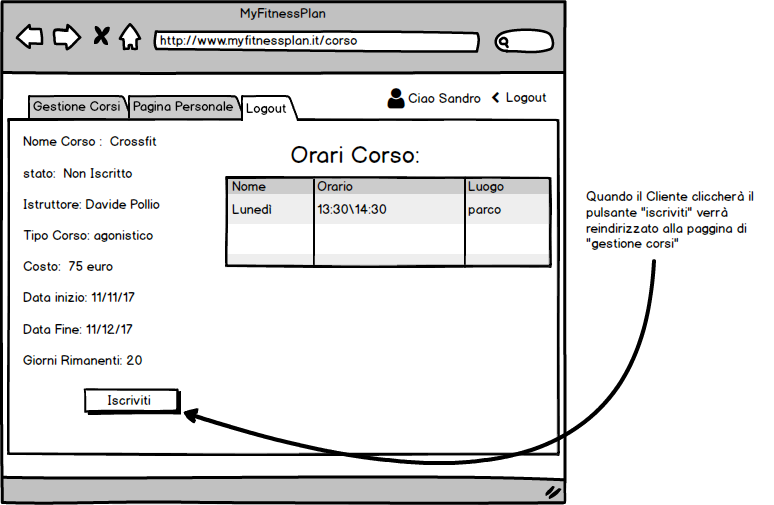 MyFitnessPlan
http://www.myfitnessplan.it/corso
Ciao Sandro
Logout
Gestione Corsi
Pagina Personale
Logout
Nome Corso : Crossfit
stato: Non Iscritto
Istruttore: Davide Pollio
Tipo Corso: agonistico
Costo: 75 euro
Data inizio: 11/11/17
Data Fine: 11/12/17
Giorni Rimanenti: 20
Iscriviti
Orari Corso:
Nome Orario Luogo
Lunedì 13:30\14:30 parco
Quando il Cliente cliccherà il
pulsante "iscriviti" verrà
reindirizzato alla paggina di
"gestione corsi"